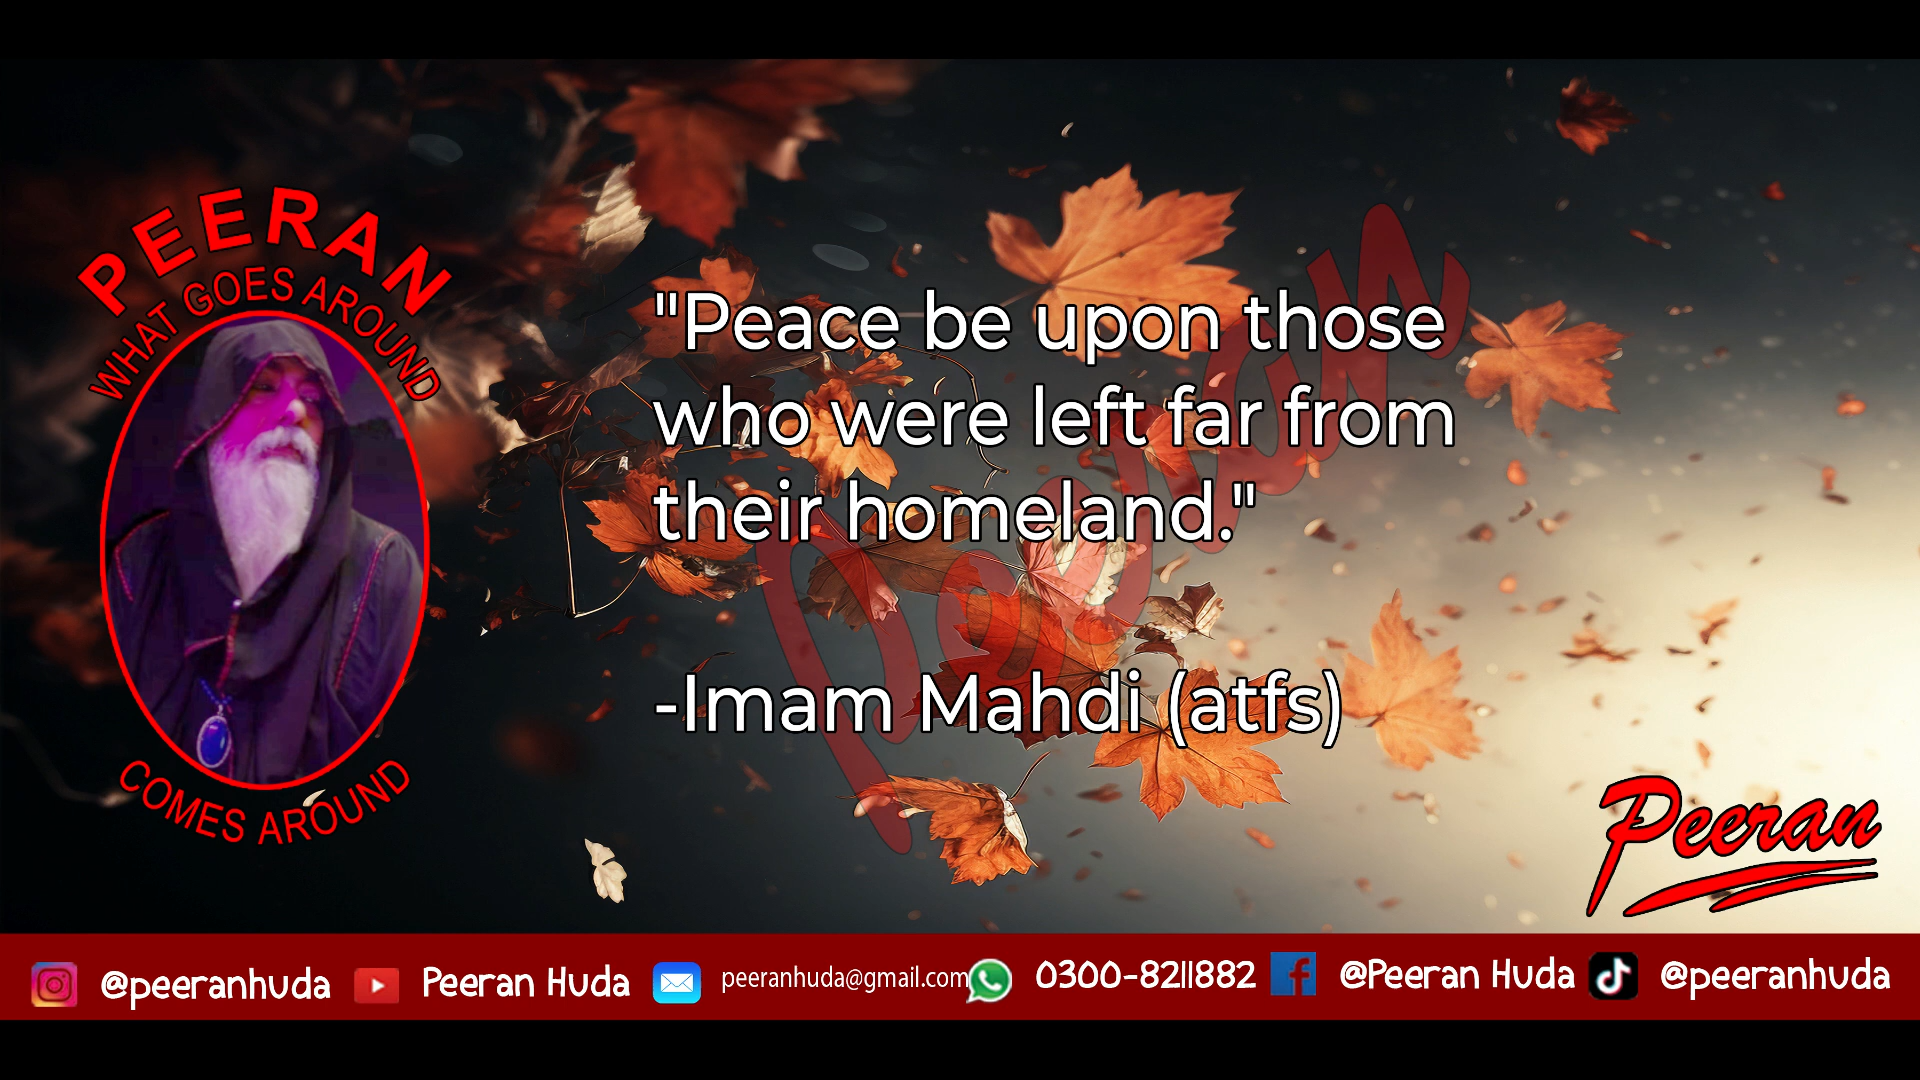 PEERAN
WHAT GOES AROUND
COMES AROUND
"Peace be upon those
who were left far from
their homeland."
-Imam Mahdi (atfs)
Peeran
Peeran
@peeranhuda
Peeran Huda
peeranhuda@gmail.com
0300-8211882
@Peeran Huda
@peeranhuda